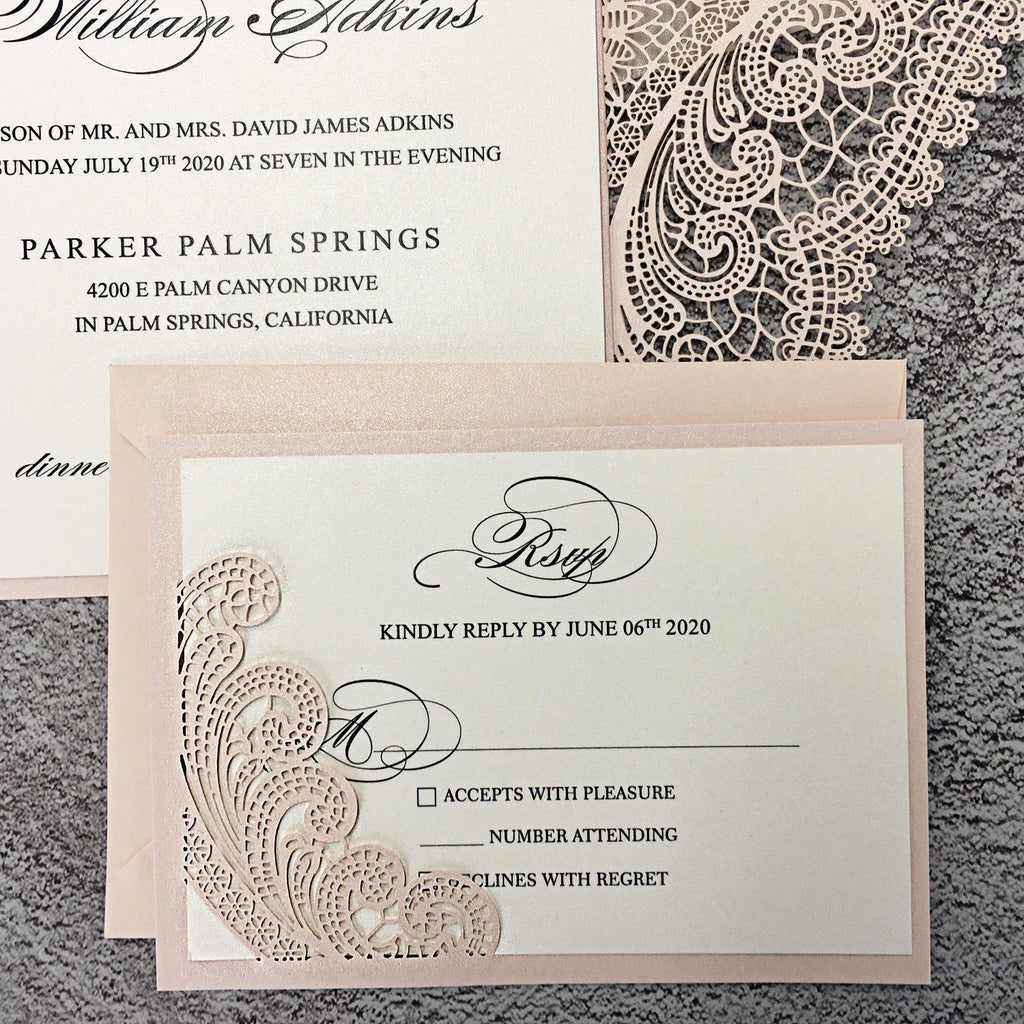 William Adkins
SON OF MR. AND MRS. DAVID JAMES ADKINS
SUNDAY JULY 19TH 2020 AT SEVEN IN THE EVENING
PARKER PALM SPRINGS
4200 E PALM CANYON DRIVE
IN PALM SPRINGS, CALIFORNIA
dinne
Rsvp
KINDLY REPLY BY JUNE 06TH 2020
M
ACCEPTS WITH PLEASURE
NUMBER ATTENDING
ECLINES WITH REGRET